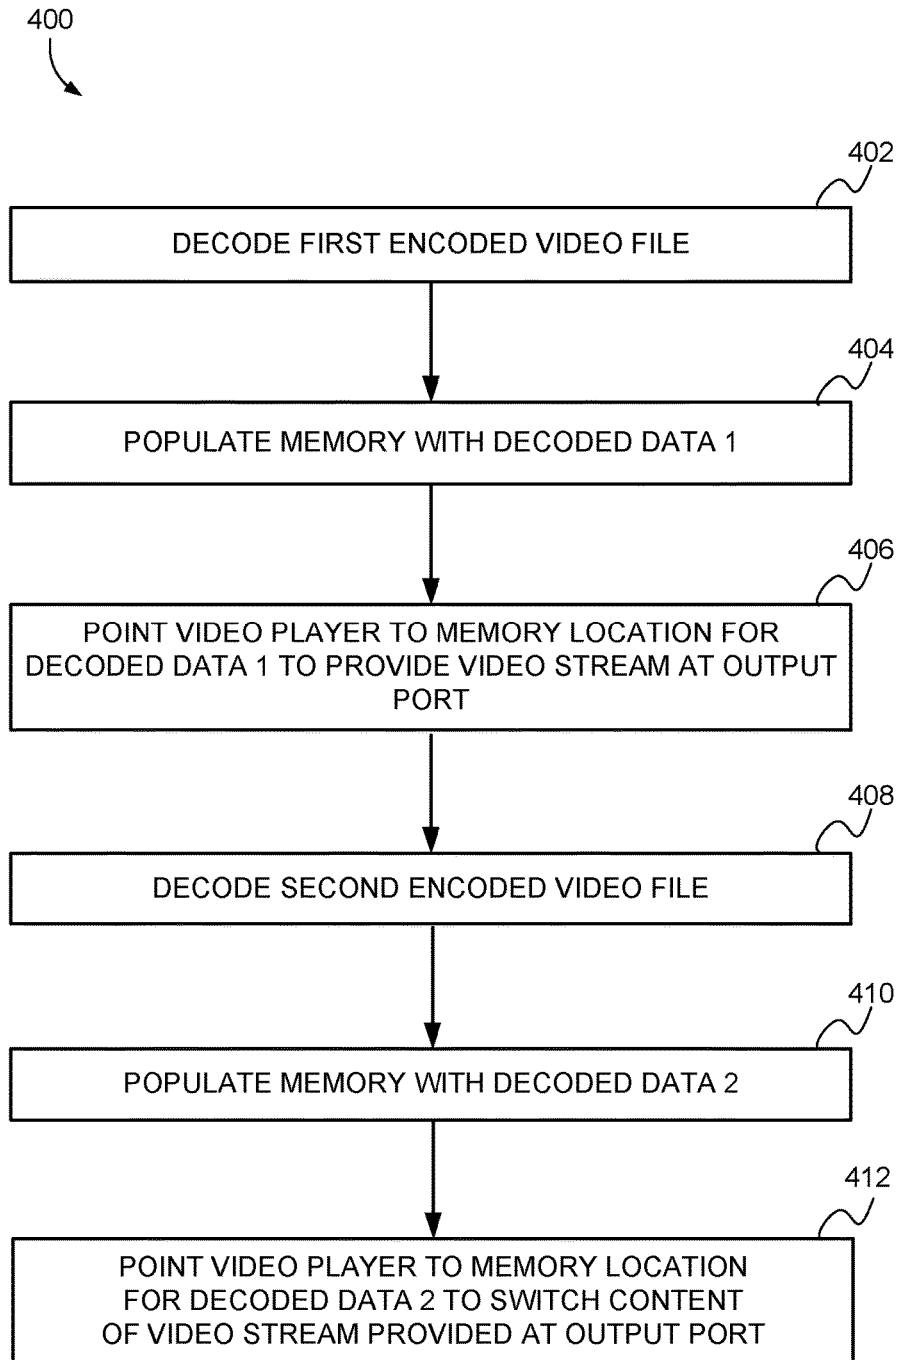 400
402
DECODE FIRST ENCODED VIDEO FILE
404
POPULATE MEMORY WITH DECODED DATA 1
406
POINT VIDEO PLAYER TO MEMORY LOCATION FOR
DECODED DATA 1 TO PROVIDE VIDEO STREAM AT OUTPUT
PORT
408
DECODE SECOND ENCODED VIDEO FILE
410
POPULATE MEMORY WITH DECODED DATA 2
412
POINT VIDEO PLAYER TO MEMORY LOCATION
FOR DECODED DATA 2 TO SWITCH CONTENT
OF VIDEO STREAM PROVIDED AT OUTPUT PORT